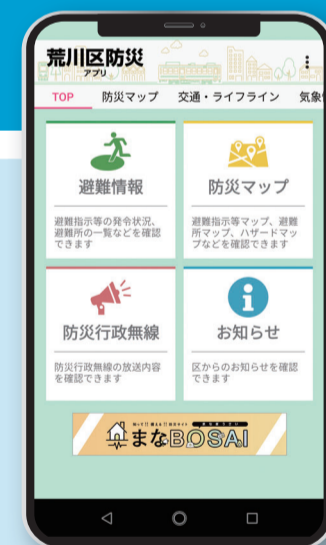 荒川区防災
アプリ
TOP 防災マップ 交通・ライフライン 気象
避難情報
避難指示等の発令状況、
避難所の一覧などを確認
できます
防災マップ
避難指示等マップ、避難
所マップ、ハザードマッ
プなどを確認できます
防災行政無線
防災行政無線の放送内容
を確認できます
お知らせ
区からのお知らせを確認
できます
まなBOSAI